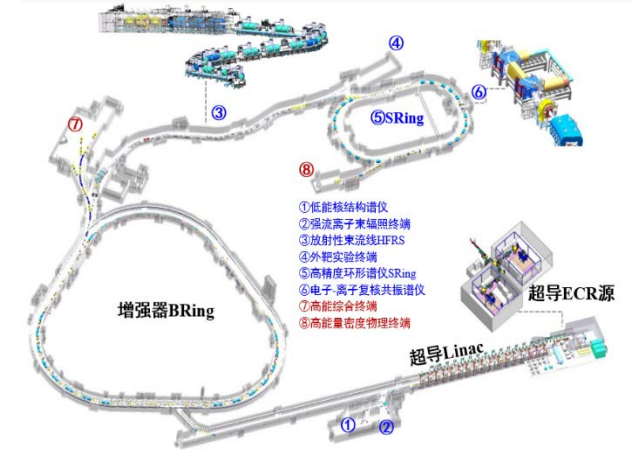 ④
⑦
⑤SRing
⑥
③
⑧
①低能核结构谱仪
②强流离子束辐照终端
③放射性束流线HFRS
④外靶实验终端
⑤高精度环形谱仪SRing
⑥电子-离子复核共振谱仪
⑦高能综合终端
⑧高能量密度物理终端
增强器BRing
超导ECR源
超导Linac
①
②